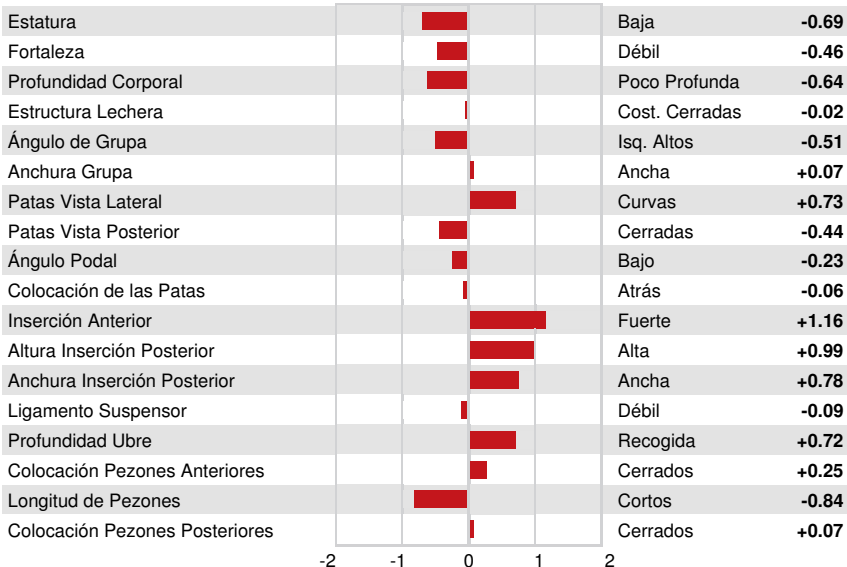 Estatura Baja -0.69
Fortaleza Débil -0.46
Profundidad Corporal Poco Profunda -0.64
Estructura Lechera Cost. Cerradas -0.02
Ángulo de Grupa Isq. Altos -0.51
Anchura Grupa Ancha +0.07
Patas Vista Lateral Curvas +0.73
Patas Vista Posterior Cerradas -0.44
Ángulo Podal Bajo -0.23
Colocación de las Patas Atrás -0.06
Inserción Anterior Fuerte +1.16
Altura Inserción Posterior Alta +0.99
Anchura Inserción Posterior Ancha +0.78
Ligamento Suspensor Débil -0.09
Profundidad Ubre Recogida +0.72
Colocación Pezones Anteriores Cerrados +0.25
Longitud de Pezones Cortos -0.84
Colocación Pezones Posteriores Cerrados +0.07
-2 -1 0 1 2